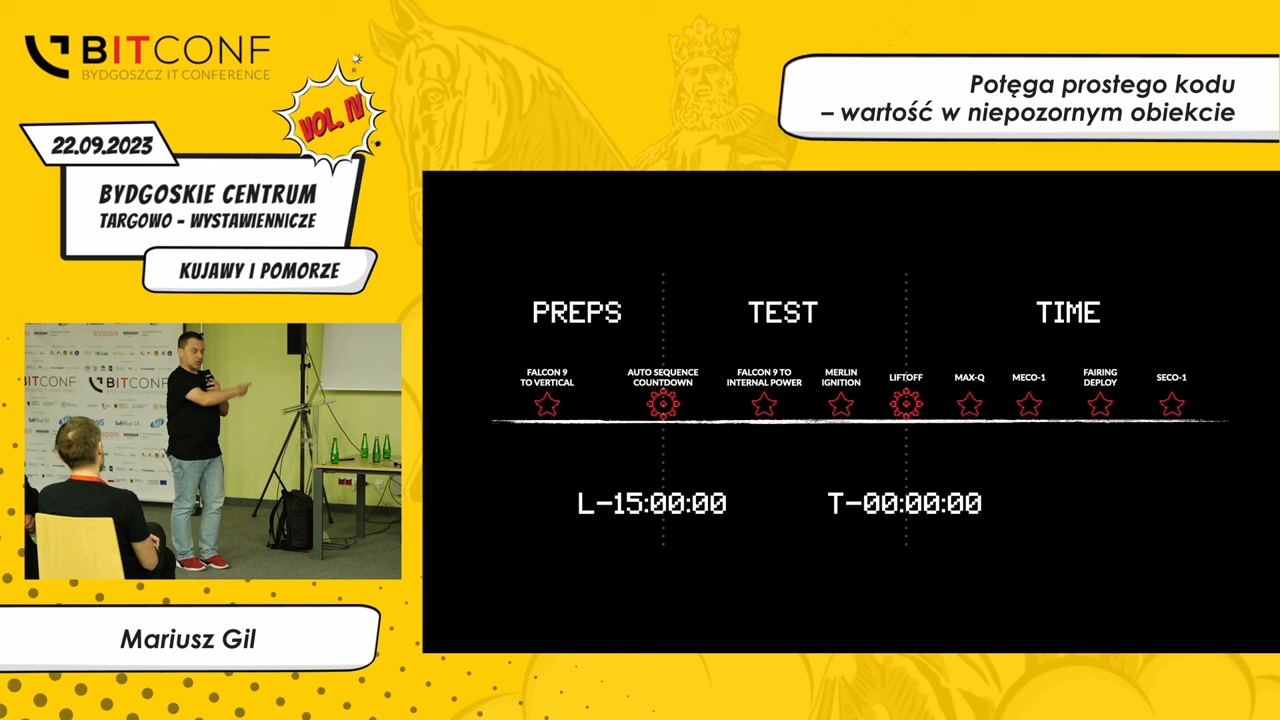 BITCONF
BYDGOSZCZ IT CONFERENCE
VOL. IV
22.09.2023
BYDGOSKIE CENTRUM
TARGOWO - WYSTAWIENNICZE
KUJAWY I POMORZE
Potęga prostego kodu
– wartość w niepozornym obiekcie
PREPS
TEST
TIME
FALCON 9
TO VERTICAL
AUTO SEQUENCE
COUNTDOWN
FALCON 9 TO
INTERNAL POWER
MERLIN
IGNITION
LIFTOFF
MAX-Q
MECO-1
FAIRING
DEPLOY
SECO-1
L-15:00:00
T-00:00:00
BITCONF
Mariusz Gil